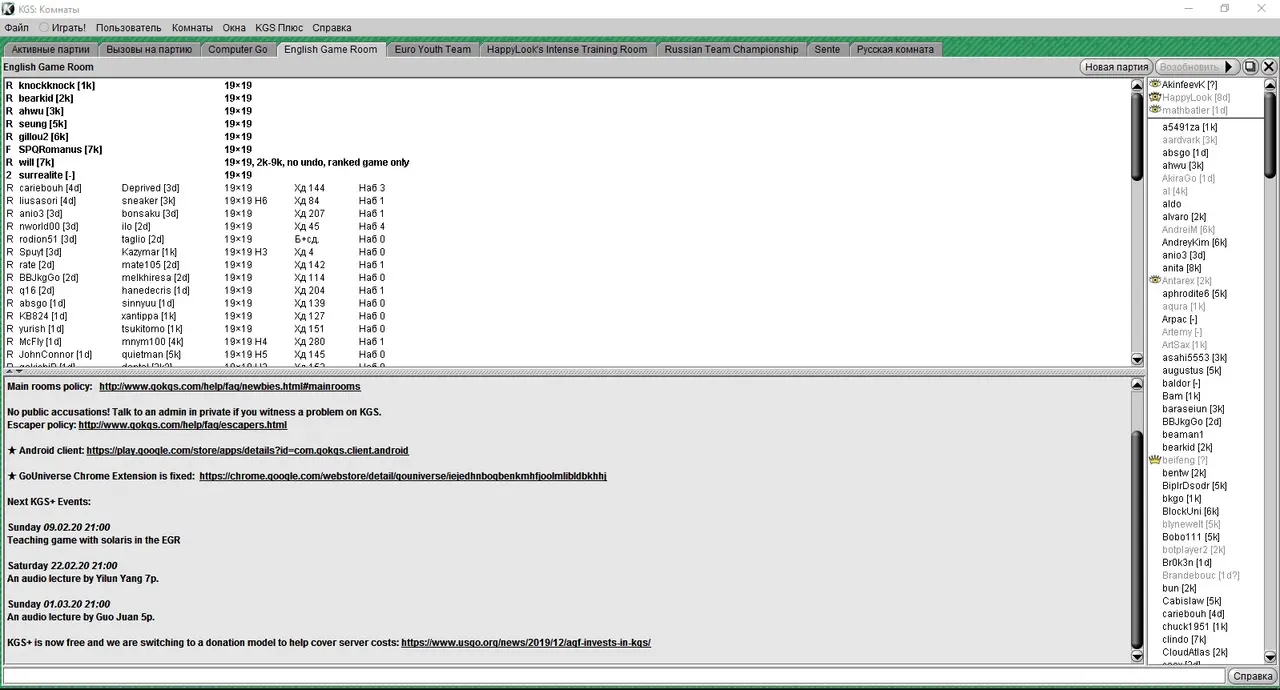 KGS: Комнаты
Файл Играть! Пользователь Комнаты Окна KGS Плюс Справка
Активные партии Вызовы на партию Computer Go English Game Room Euro Youth Team HappyLook's Intense Training Room Russian Team Championship Sente Русская комната
English Game Room Новая партия Возобновить
R knockknock [1k] 19×19
R bearkid [2k] 19×19
R ahwu [3k] 19×19
R seung [5k] 19×19
R gillou2 [6k] 19×19
F SPQRomanus [7k] 19×19
R will [7k] 19×19, 2k-9k, no undo, ranked game only
2 surrealite [-] 19×19
R cariebouh [4d] Deprived [3d] 19×19 Хд 144 Наб 3
R liusasori [4d] sneaker [3k] 19×19 H6 Хд 84 Наб 1
R anio3 [3d] bonsaku [3d] 19×19 Хд 207 Наб 1
R nworld00 [3d] ilo [2d] 19×19 Хд 45 Наб 4
R rodion51 [3d] taglio [2d] 19×19 Б+сд. Наб 0
R Spuyt [3d] Kazymar [1k] 19×19 H3 Хд 4 Наб 0
R rate [2d] mate105 [2d] 19×19 Хд 142 Наб 1
R BBJkgGo [2d] melkhiresa [2d] 19×19 Хд 114 Наб 0
R q16 [2d] hanedecris [1d] 19×19 Хд 204 Наб 1
R absgo [1d] sinnyuu [1d] 19×19 Хд 139 Наб 0
R KB824 [1d] xantippa [1k] 19×19 Хд 127 Наб 0
R yurish [1d] tsukitomo [1k] 19×19 Хд 151 Наб 0
R McFly [1d] mnym100 [4k] 19×19 H4 Хд 280 Наб 1
R JohnConnor [1d] quietman [5k] 19×19 H5 Хд 145 Наб 0
Main rooms policy: http://www.gokgs.com/help/faq/newbies.html#mainrooms
No public accusations! Talk to an admin in private if you witness a problem on KGS.
Escaper policy: http://www.gokgs.com/help/faq/escapers.html
★ Android client: https://play.google.com/store/apps/details?id=com.gokgs.client.android
★ GoUniverse Chrome Extension is fixed: https://chrome.google.com/webstore/detail/gouniverse/iejedhnbogbenkmhfjoolmlibldbkhhj
Next KGS+ Events:
Sunday 09.02.20 21:00
Teaching game with solaris in the EGR
Saturday 22.02.20 21:00
An audio lecture by Yilun Yang 7p.
Sunday 01.03.20 21:00
An audio lecture by Guo Juan 5p.
KGS+ is now free and we are switching to a donation model to help cover server costs: https://www.usgo.org/news/2019/12/agf-invests-in-kgs/
AkinfeevK [?]
HappyLook [8d]
mathbatler [1d]
a5491za [1k]
aardvark [3k]
absgo [1d]
ahwu [3k]
AkiraGo [1d]
al [4k]
aldo
alvaro [2k]
AndreiM [6k]
AndreyKim [6k]
anio3 [3d]
anita [8k]
Antarex [2k]
aphrodite6 [5k]
aqura [1k]
Arpac [-]
Artemy [-]
ArtSax [1k]
asahi5553 [3k]
augustus [5k]
baldor [-]
Bam [1k]
baraseiun [3k]
BBJkgGo [2d]
beaman1
bearkid [2k]
beifeng [?]
bentw [2k]
BiplrDsodr [5k]
bkgo [1k]
BlockUni [6k]
blynewelt [5k]
Bobo111 [5k]
botplayer2 [2k]
Br0k3n [1d]
Brandebouc [1d?]
bun [2k]
Cabislaw [5k]
cariebouh [4d]
chuck1951 [1k]
clindo [7k]
CloudAtlas [2k]
Справка